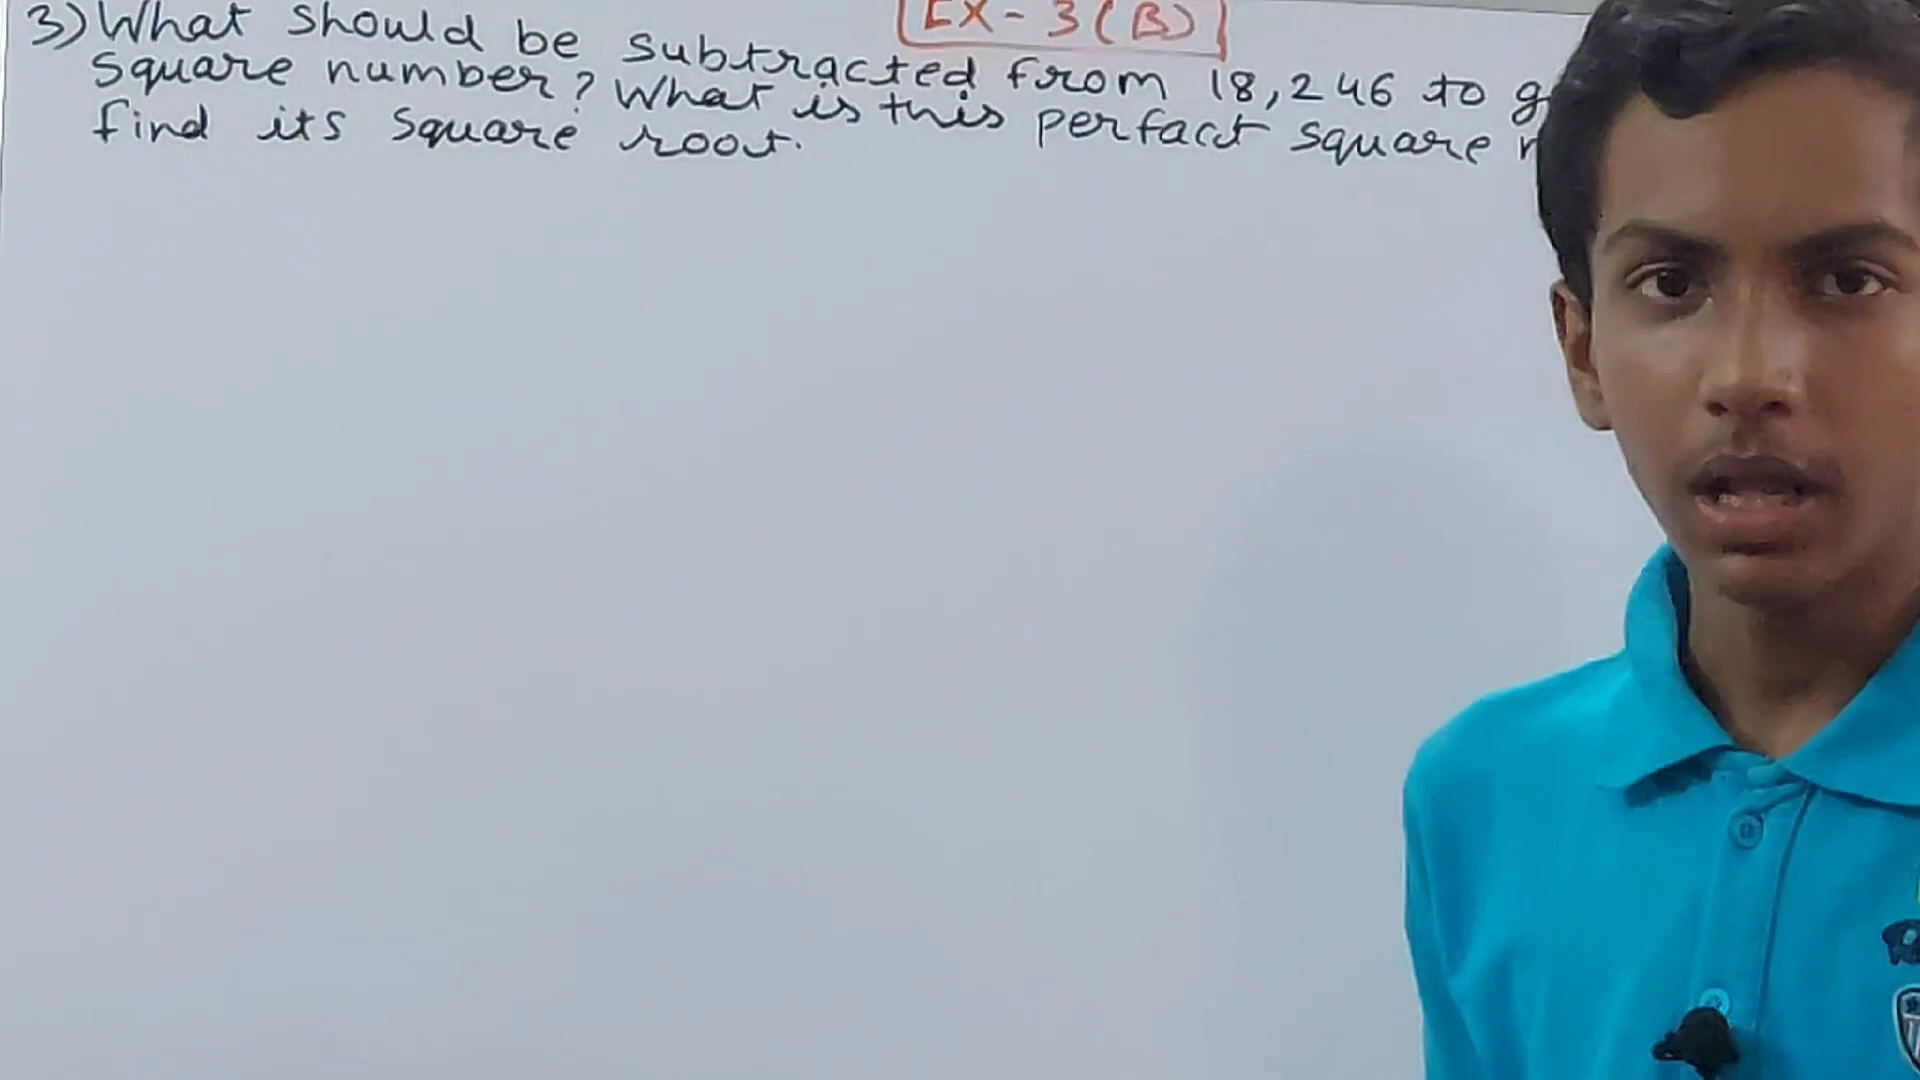 EX-3(B)
3) What should be subtracted from 18,246 to
square number? What is this perfact square
find its square root.